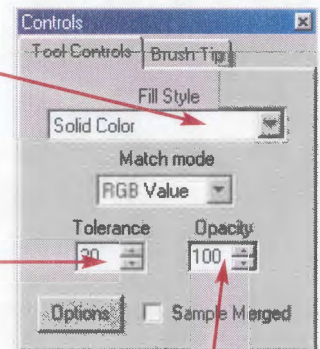 Controls
Tool Controls Brush Tip
Fill Style
Solid Color
Match mode
RGB Value
Tolerance Opacity
30 100
Options Sample Merged